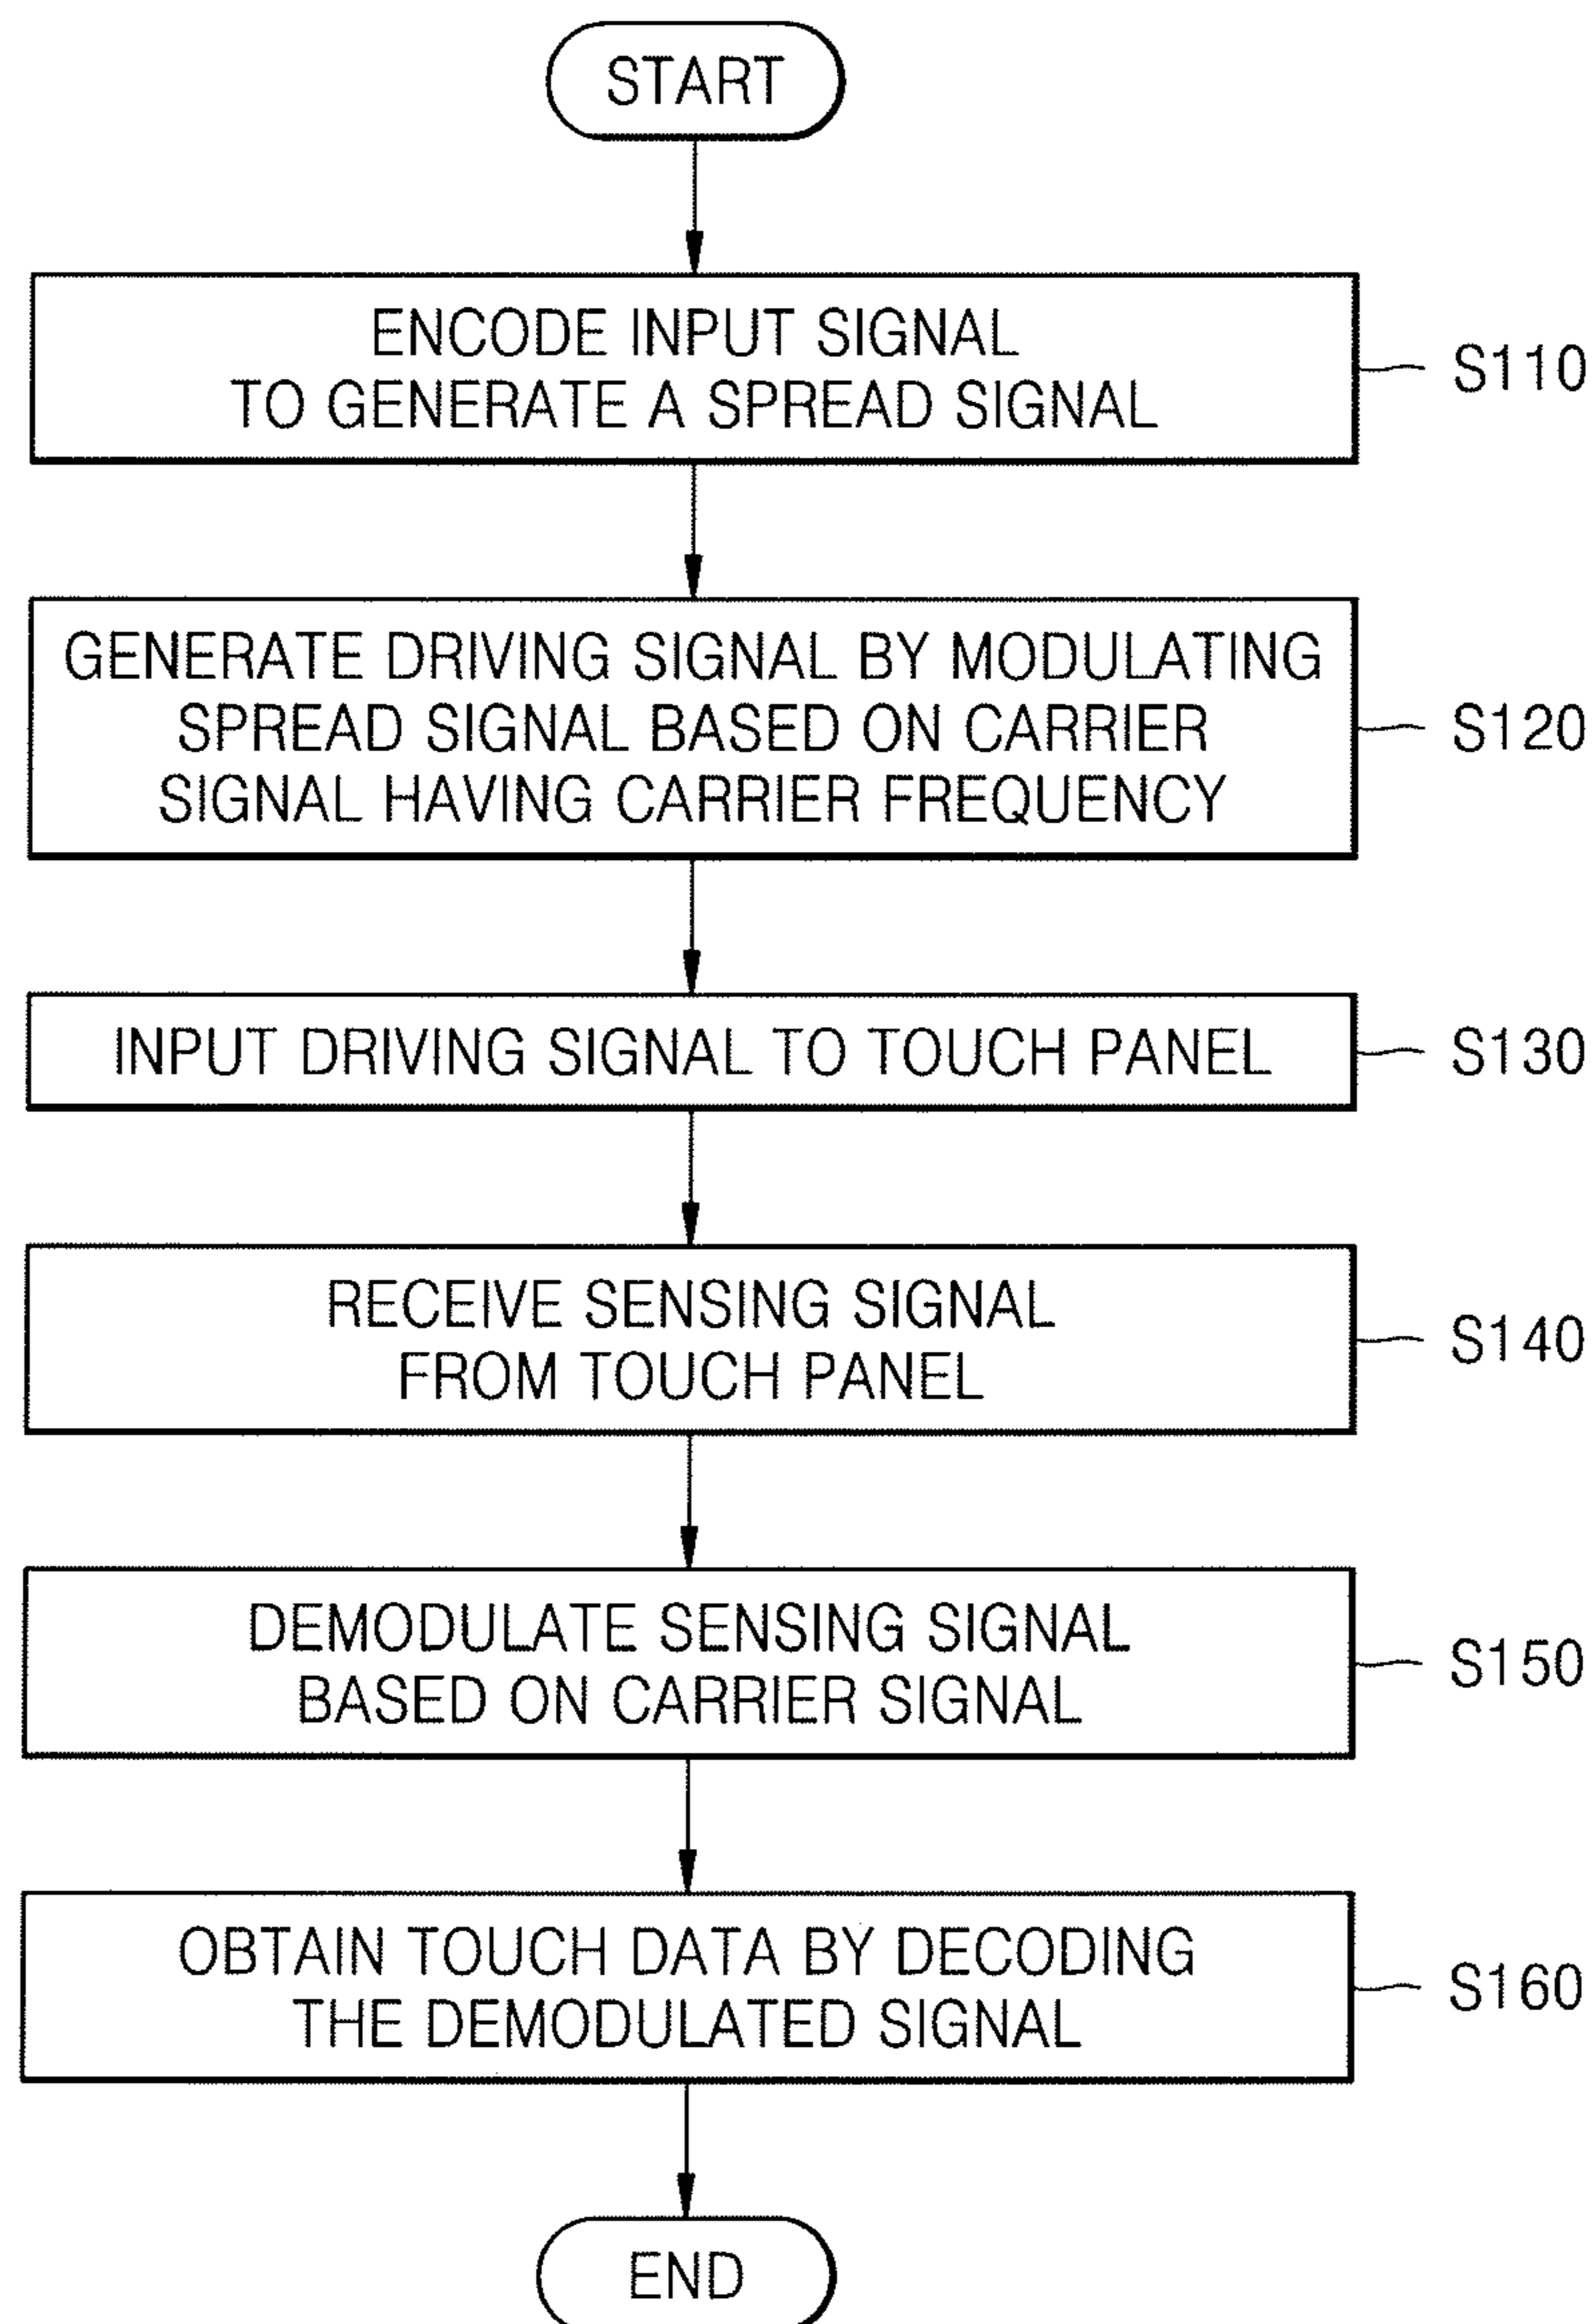 START
ENCODE INPUT SIGNAL
TO GENERATE A SPREAD SIGNAL
S110
GENERATE DRIVING SIGNAL BY MODULATING
SPREAD SIGNAL BASED ON CARRIER
SIGNAL HAVING CARRIER FREQUENCY
S120
INPUT DRIVING SIGNAL TO TOUCH PANEL
S130
RECEIVE SENSING SIGNAL
FROM TOUCH PANEL
S140
DEMODULATE SENSING SIGNAL
BASED ON CARRIER SIGNAL
S150
OBTAIN TOUCH DATA BY DECODING
THE DEMODULATED SIGNAL
S160
END